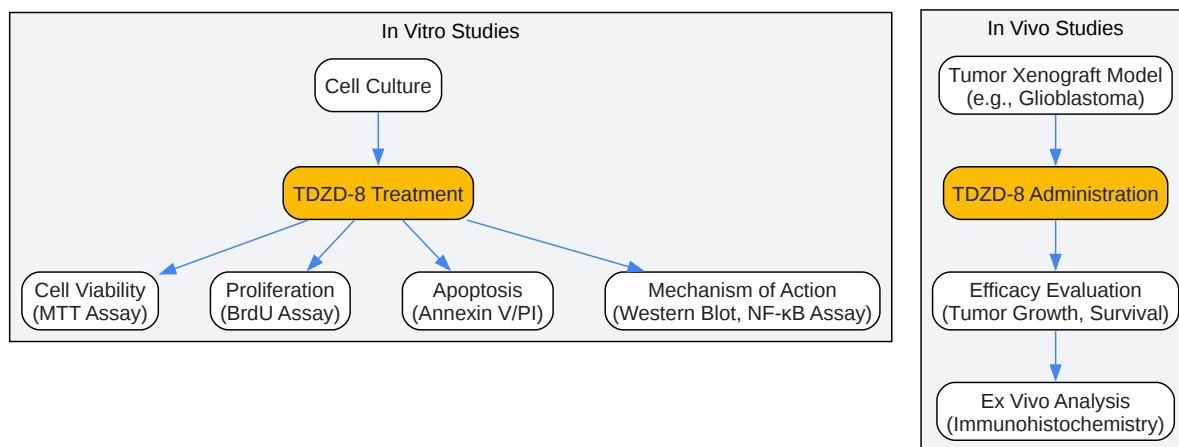 In Vitro Studies
Cell Culture
TDZD-8 Treatment
Cell Viability
(MTT Assay)
Proliferation
(BrdU Assay)
Apoptosis
(Annexin V/PI)
Mechanism of Action
(Western Blot, NF-κB Assay)
In Vivo Studies
Tumor Xenograft Model
(e.g., Glioblastoma)
TDZD-8 Administration
Efficacy Evaluation
(Tumor Growth, Survival)
Ex Vivo Analysis
(Immunohistochemistry)